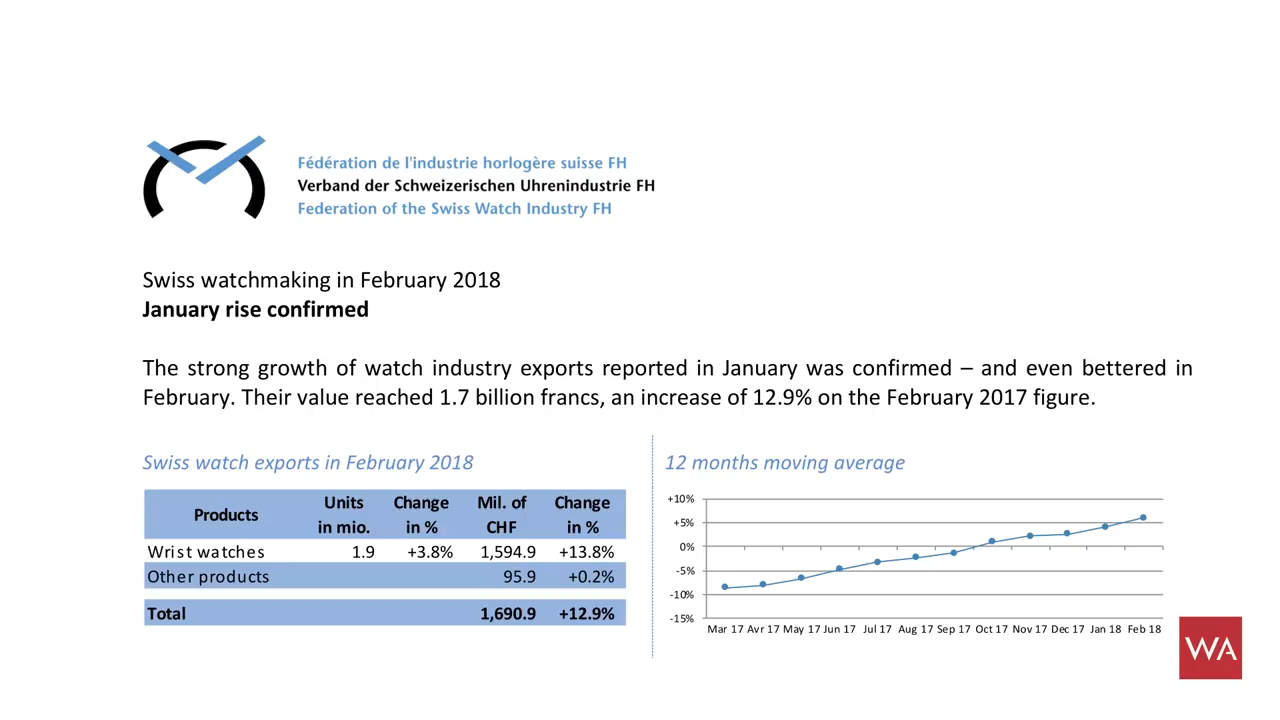 Fédération de l'industrie horlogère suisse FH
Verband der Schweizerischen Uhrenindustrie FH
Federation of the Swiss Watch Industry FH
Swiss watchmaking in February 2018
January rise confirmed
The strong growth of watch industry exports reported in January was confirmed – and even bettered in
February. Their value reached 1.7 billion francs, an increase of 12.9% on the February 2017 figure.
Swiss watch exports in February 2018
Products Units in mio. Change in % Mil. of CHF Change in %
Wrist watches 1.9 +3.8% 1,594.9 +13.8%
Other products 95.9 +0.2%
Total 1,690.9 +12.9%
12 months moving average
+10%
+5%
0%
-5%
-10%
-15%
Mar 17 Avr 17 May 17 Jun 17 Jul 17 Aug 17 Sep 17 Oct 17 Nov 17 Dec 17 Jan 18 Feb 18
WA